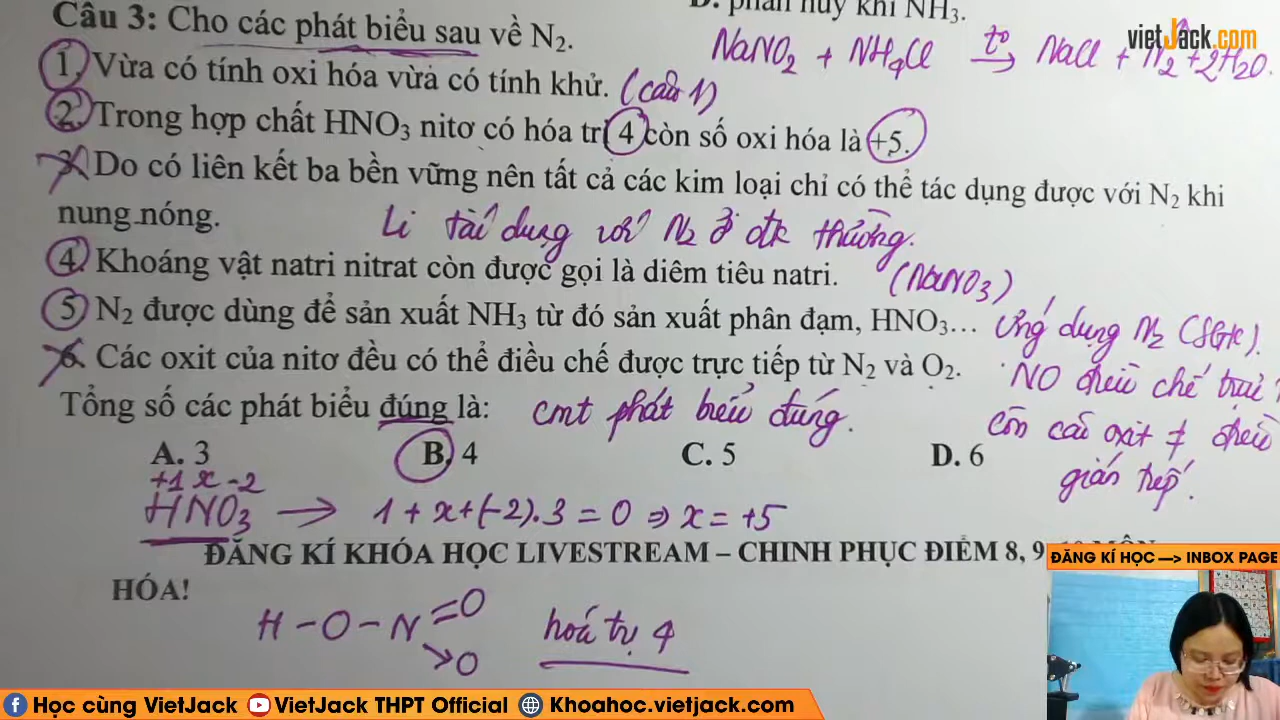 D. phân hủy khí NH₃.
vietJack.com
Câu 3: Cho các phát biểu sau về N₂.
NaNO₂ + NH₄Cl →(t⁰) NaCl + N₂ + 2H₂O.
1. Vừa có tính oxi hóa vừa có tính khử. (câu 1)
2. Trong hợp chất HNO₃ nitơ có hóa trị 4 còn số oxi hóa là +5.
3. Do có liên kết ba bền vững nên tất cả các kim loại chỉ có thể tác dụng được với N₂ khi
nung nóng.
Li tác dụng với N₂ ở đk thường.
4. Khoáng vật natri nitrat còn được gọi là diêm tiêu natri. (NaNO₃)
5. N₂ được dùng để sản xuất NH₃ từ đó sản xuất phân đạm, HNO₃... Ứng dụng N₂ (SGK).
6. Các oxit của nitơ đều có thể điều chế được trực tiếp từ N₂ và O₂.
NO điều chế trực
Tổng số các phát biểu đúng là: cmt phát biểu đúng.
còn các oxit ≠ điều
gián tiếp.
A. 3 B. 4 C. 5 D. 6
+1 x -2
HNO₃ → 1 + x + (-2).3 = 0 ⇒ x = +5
ĐĂNG KÍ KHÓA HỌC LIVESTREAM – CHINH PHỤC ĐIỂM 8, 9
HÓA!
ĐĂNG KÍ HỌC —> INBOX PAGE
H – O – N = O
→ O
hoá trị 4
Học cùng VietJack VietJack THPT Official Khoahoc.vietjack.com